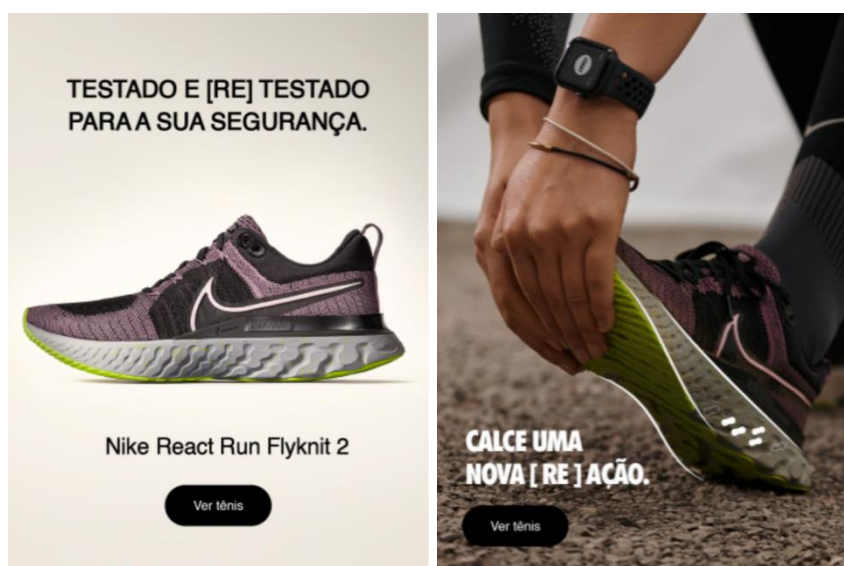 TESTADO E [RE] TESTADO
PARA A SUA SEGURANÇA.
Nike React Run Flyknit 2
Ver tênis
CALCE UMA
NOVA [ RE ] AÇÃO.
Ver tênis